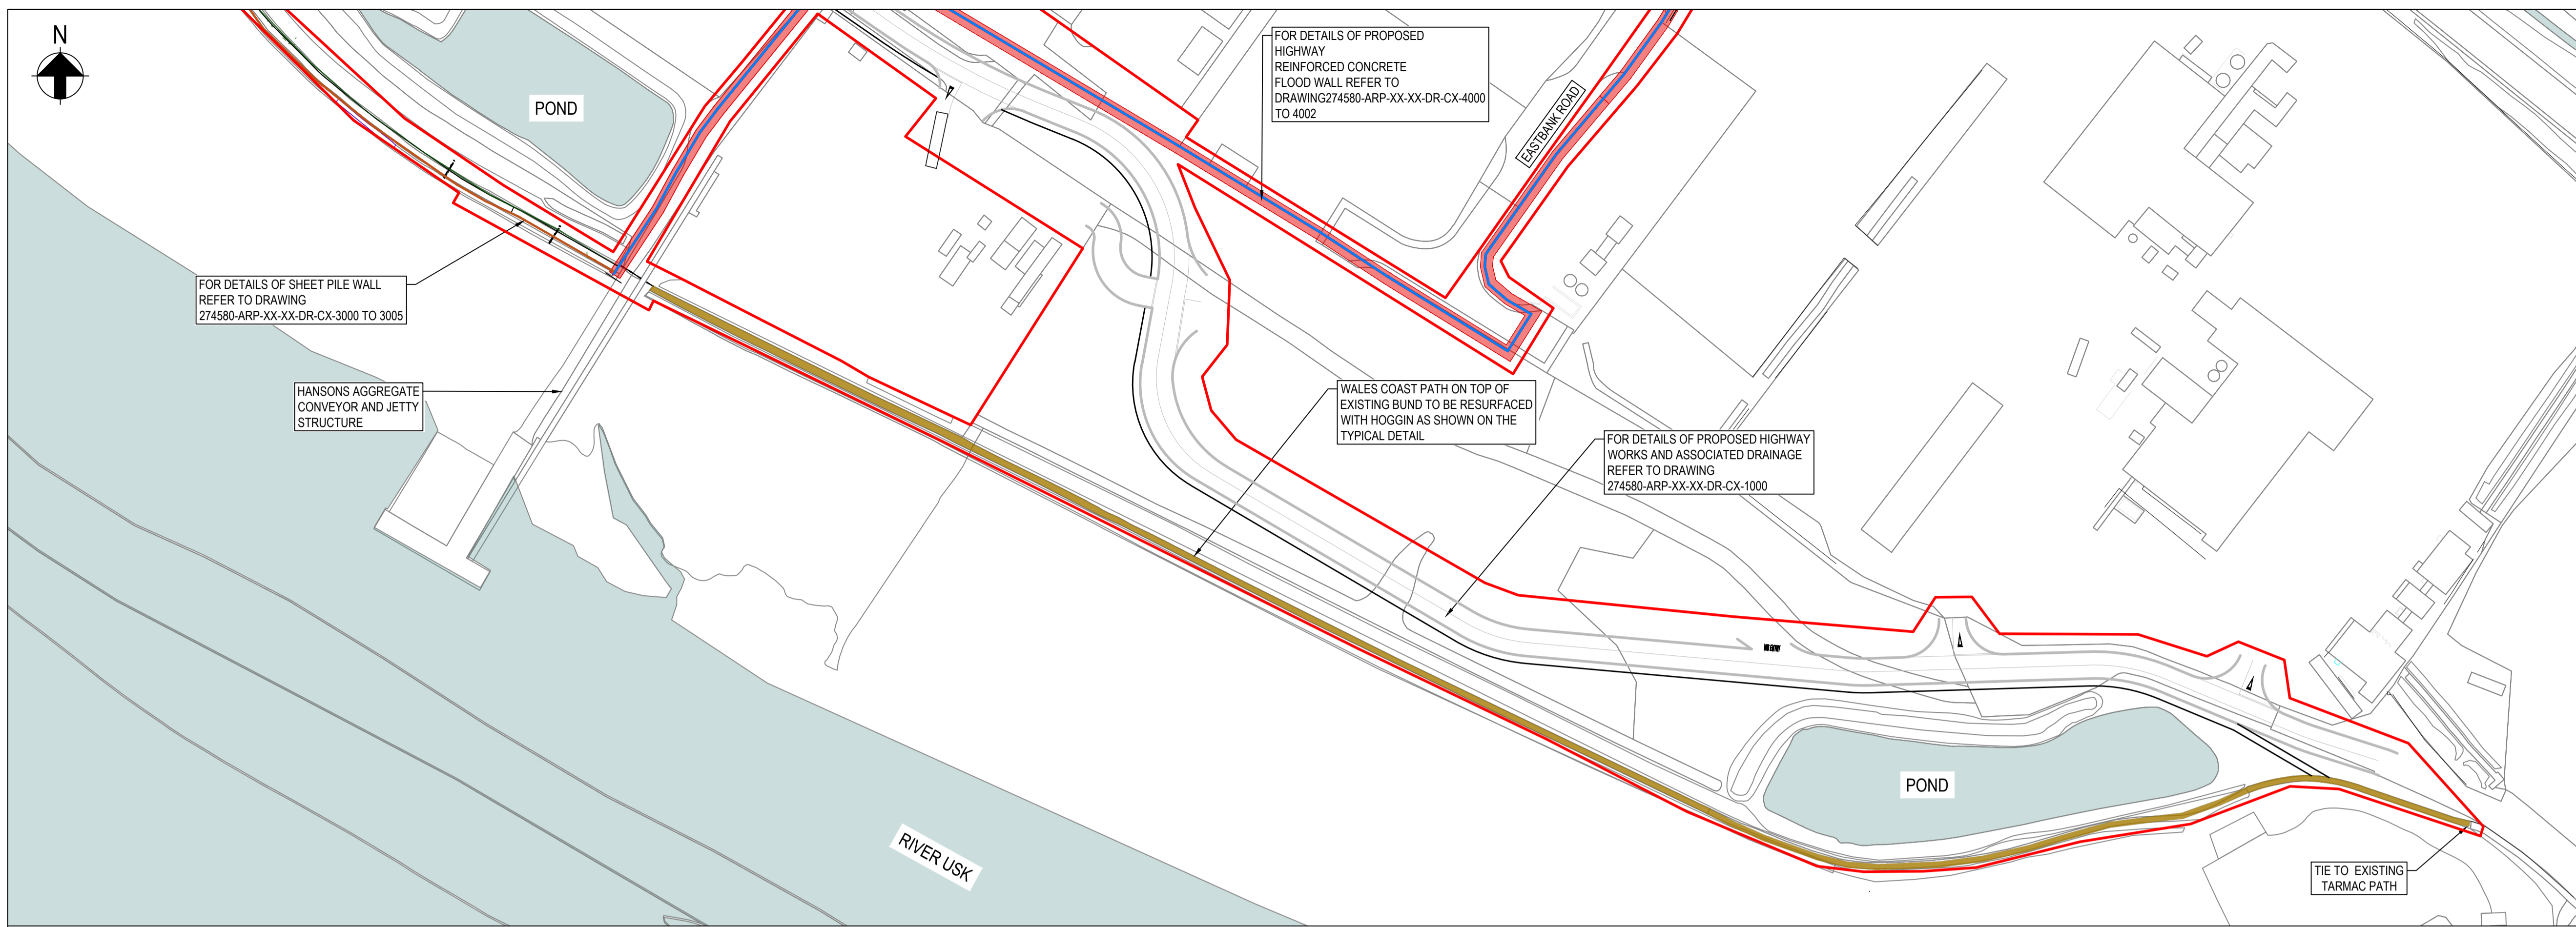 N
POND
FOR DETAILS OF PROPOSED
HIGHWAY
REINFORCED CONCRETE
FLOOD WALL REFER TO
DRAWING274580-ARP-XX-XX-DR-CX-4000
TO 4002
EASTBANK ROAD
FOR DETAILS OF SHEET PILE WALL
REFER TO DRAWING
274580-ARP-XX-XX-DR-CX-3000 TO 3005
HANSONS AGGREGATE
CONVEYOR AND JETTY
STRUCTURE
WALES COAST PATH ON TOP OF
EXISTING BUND TO BE RESURFACED
WITH HOGGIN AS SHOWN ON THE
TYPICAL DETAIL
FOR DETAILS OF PROPOSED HIGHWAY
WORKS AND ASSOCIATED DRAINAGE
REFER TO DRAWING
274580-ARP-XX-XX-DR-CX-1000
NO ENTRY
POND
RIVER USK
TIE TO EXISTING
TARMAC PATH